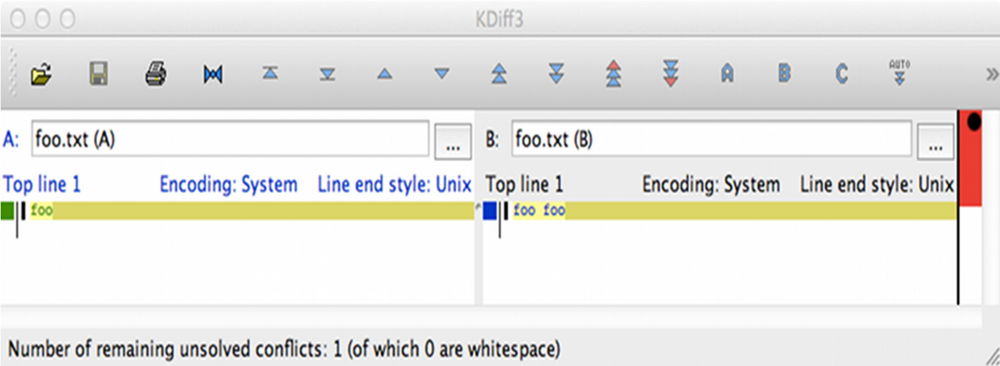 KDiff3
A B C AUTO »
A: foo.txt (A) ... B: foo.txt (B) ...
Top line 1 Encoding: System Line end style: Unix Top line 1 Encoding: System Line end style: Unix
foo foo foo
Number of remaining unsolved conflicts: 1 (of which 0 are whitespace)